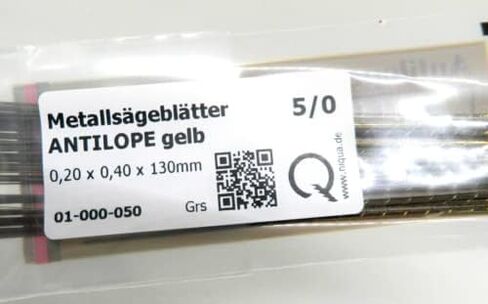 Metallsägeblätter 5/0
ANTILOPE gelb
0,20 x 0,40 x 130mm
01-000-050 Grs
www.niqua.de